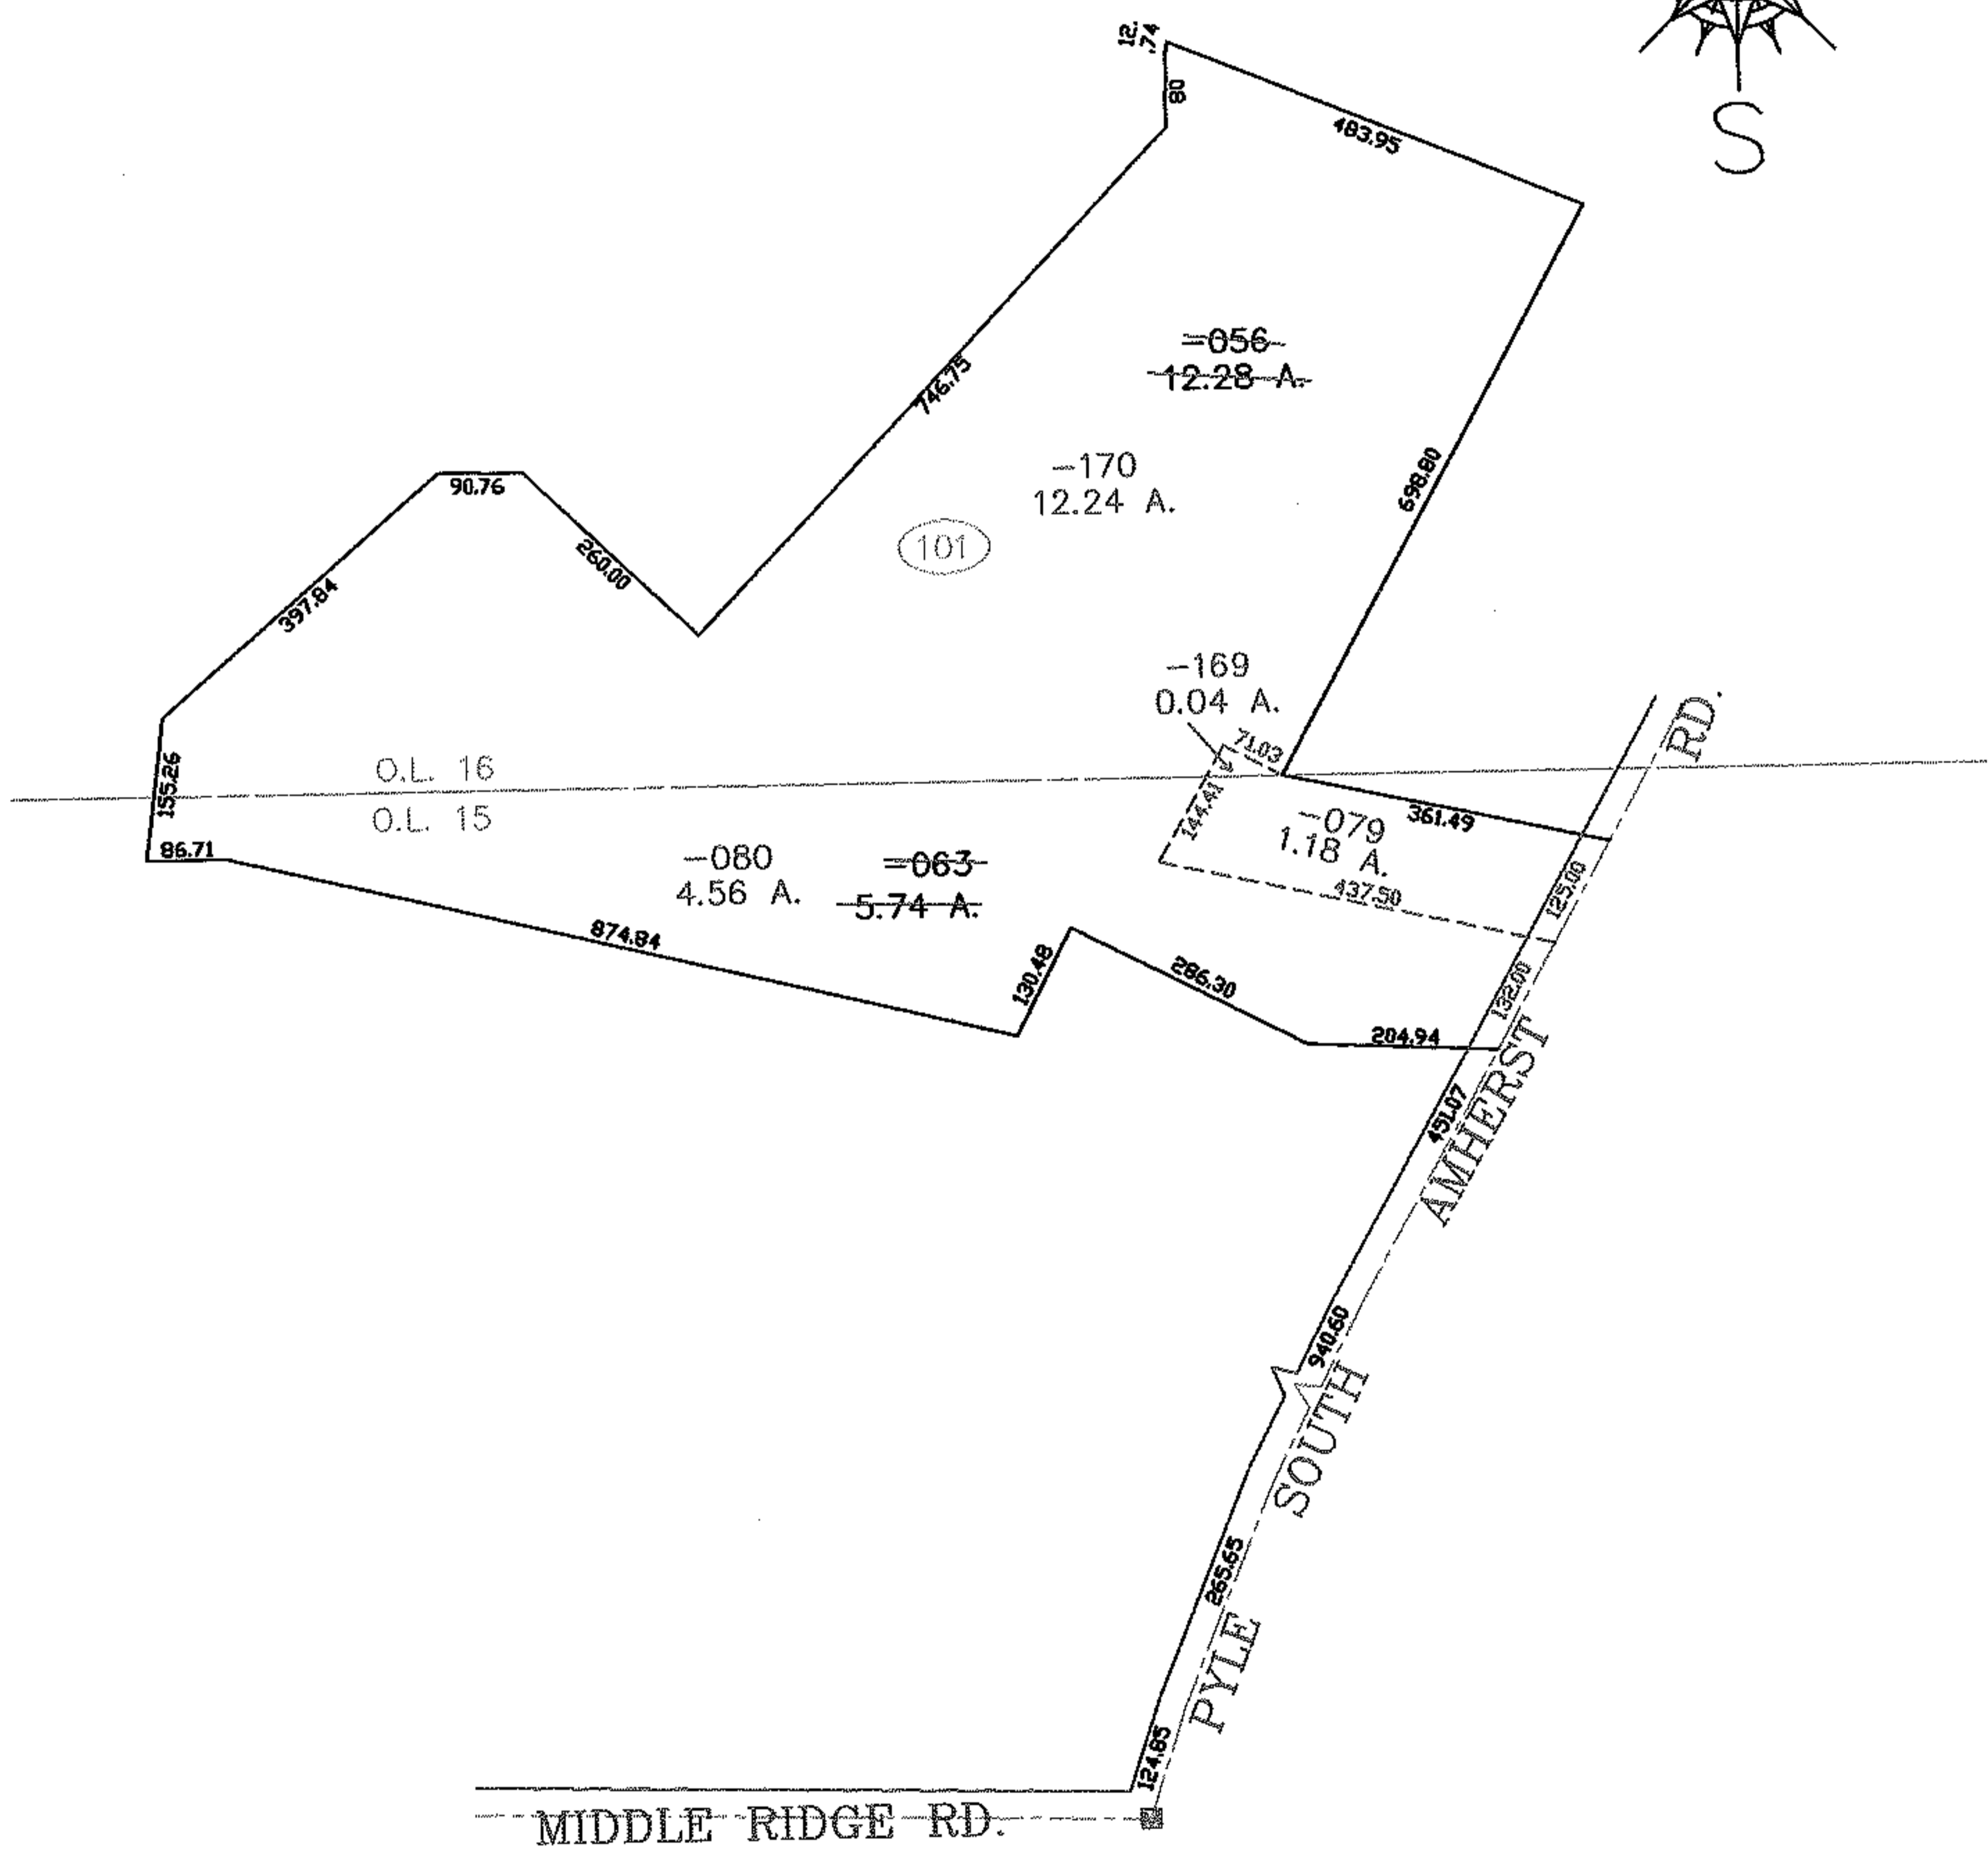 S
12.
.74
80
483.95
-056
12.28 A.
746.75
-170
12.24 A.
698.80
90.76
101
260.00
397.84
-169
0.04 A.
71.03
RD.
155.26
O.L. 16
O.L. 15
144.41
-079
1.18 A.
361.49
86.71
-080
4.56 A.
-063
5.74 A.
437.50
125.00
874.84
130.48
286.30
132.00
204.94
451.07
AMHERST
940.60
SOUTH
265.65
PYLE
124.85
MIDDLE RIDGE RD.